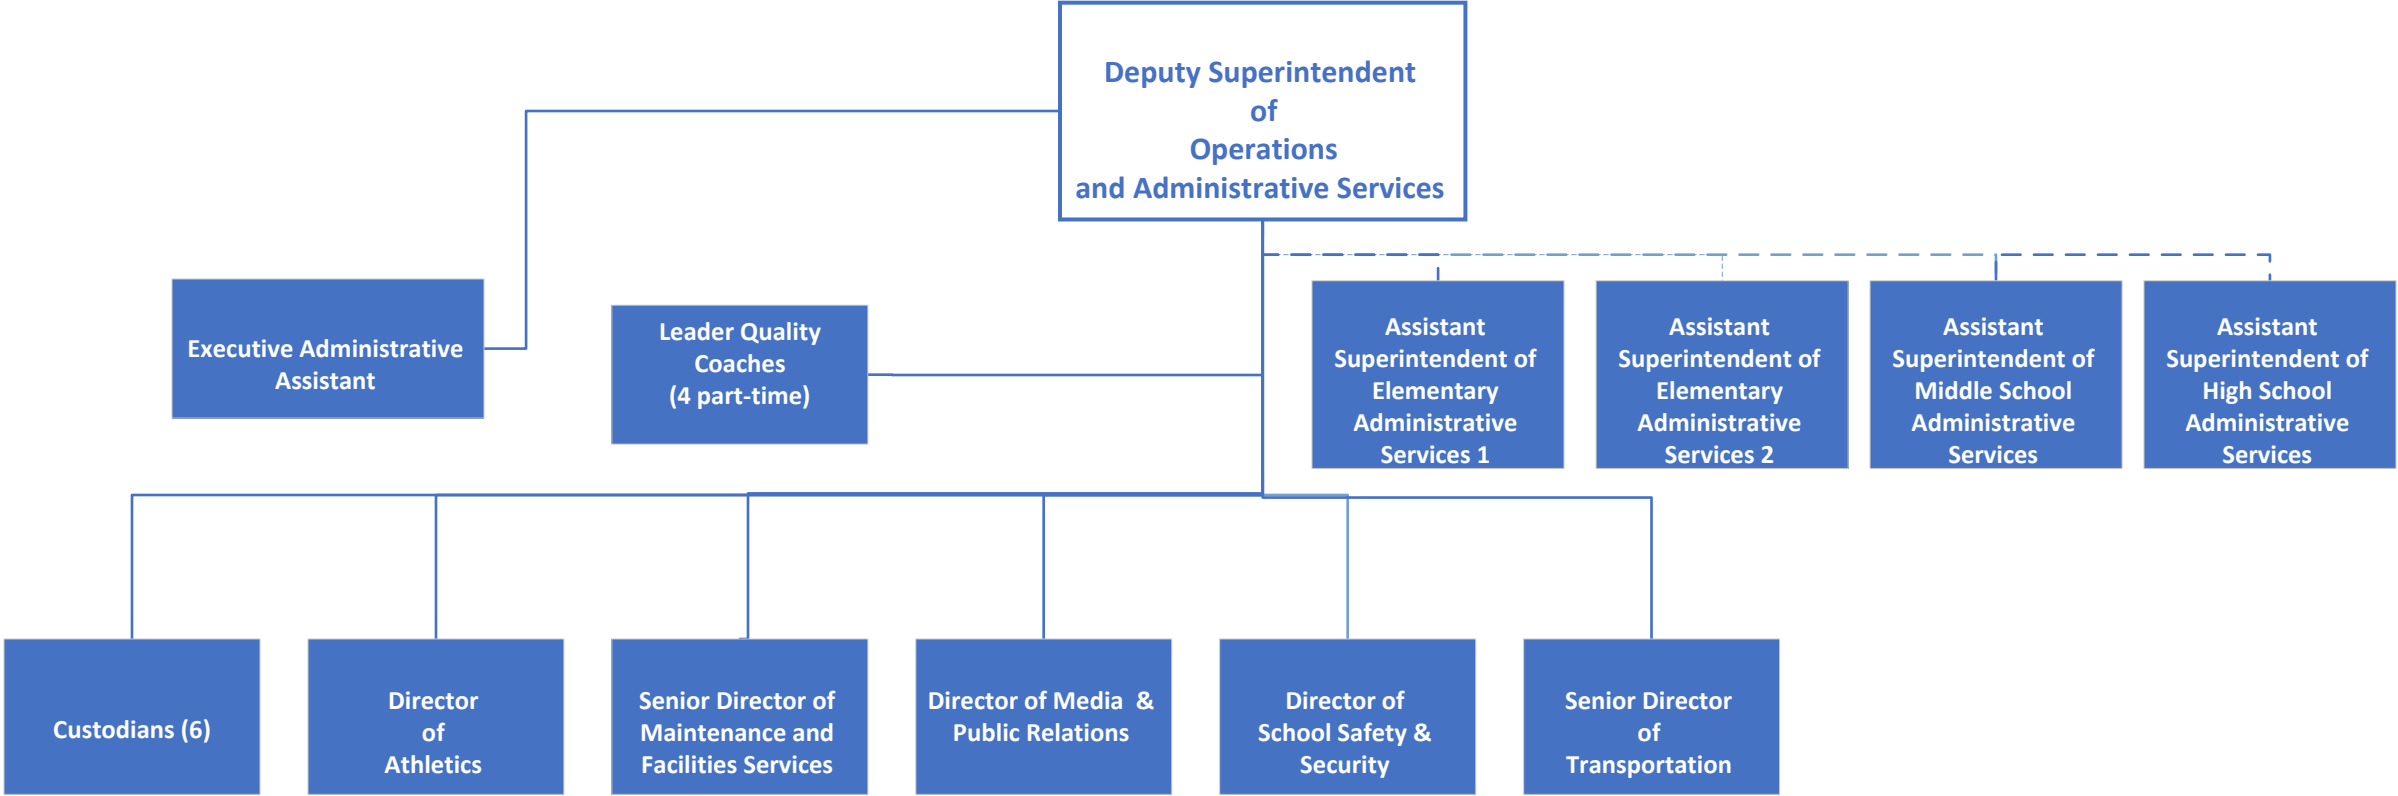 Deputy Superintendent
of
Operations
and Administrative Services
Executive Administrative
Assistant
Leader Quality
Coaches
(4 part-time)
Assistant
Superintendent of
Elementary
Administrative
Services 1
Assistant
Superintendent of
Elementary
Administrative
Services 2
Assistant
Superintendent of
Middle School
Administrative
Services
Assistant
Superintendent of
High School
Administrative
Services
Custodians (6)
Director
of
Athletics
Senior Director of
Maintenance and
Facilities Services
Director of Media &
Public Relations
Director of
School Safety &
Security
Senior Director
of
Transportation